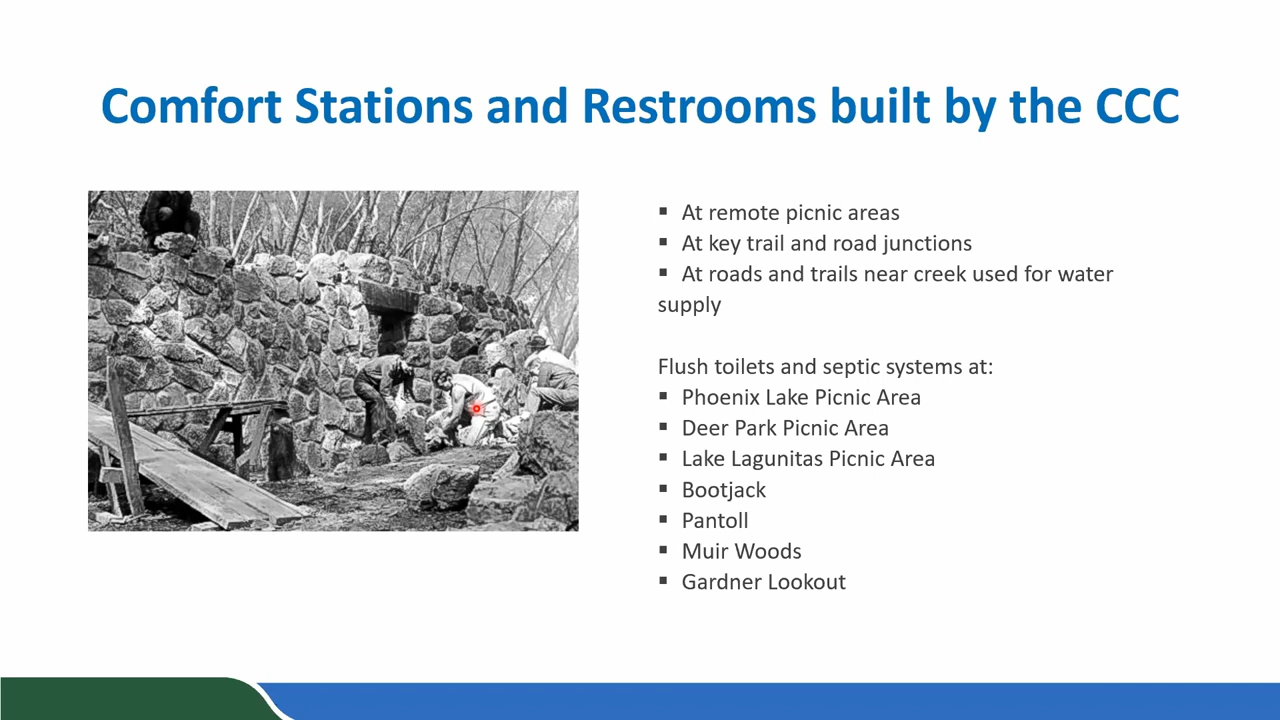 Comfort Stations and Restrooms built by the CCC
▪ At remote picnic areas
▪ At key trail and road junctions
▪ At roads and trails near creek used for water
supply
Flush toilets and septic systems at:
▪ Phoenix Lake Picnic Area
▪ Deer Park Picnic Area
▪ Lake Lagunitas Picnic Area
▪ Bootjack
▪ Pantoll
▪ Muir Woods
▪ Gardner Lookout